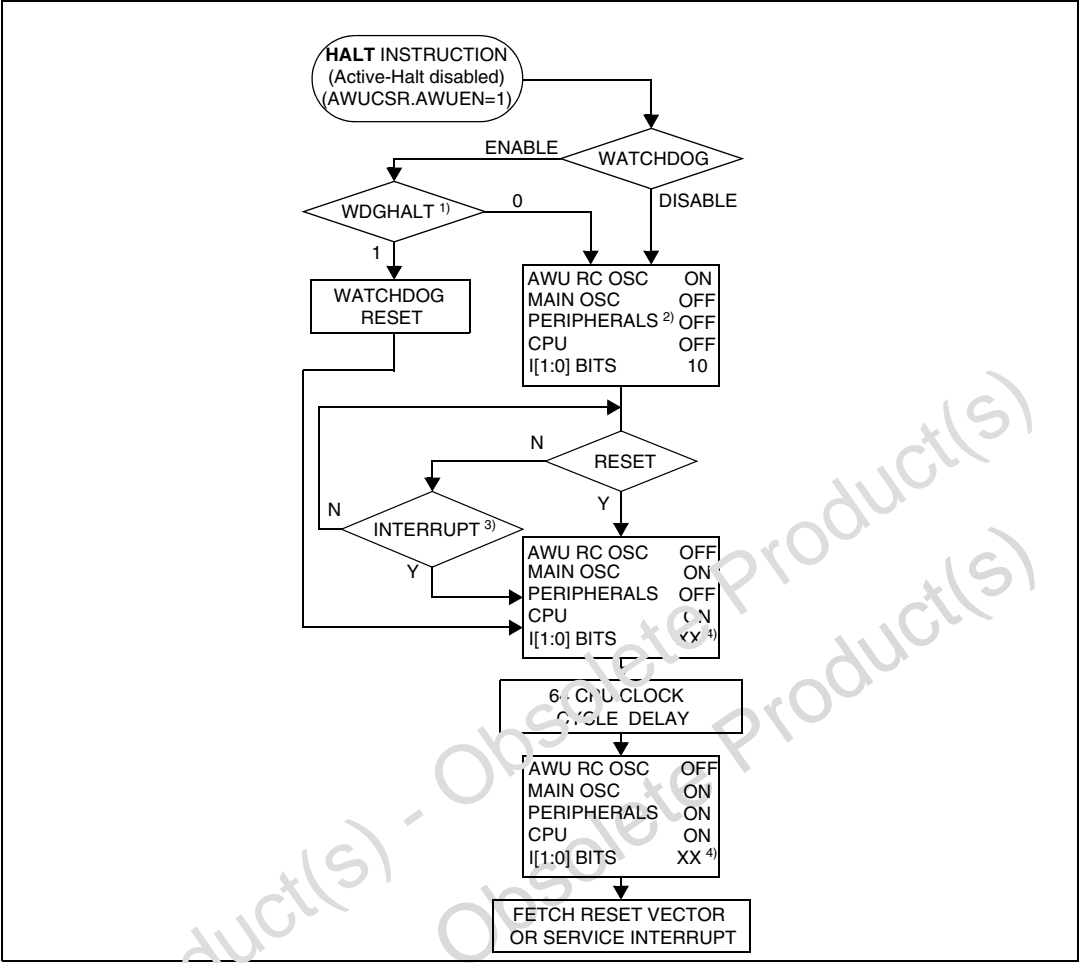 HALT INSTRUCTION
(Active-Halt disabled)
(AWUCSR.AWUEN=1)
WATCHDOG
ENABLE
DISABLE
WDGHALT 1)
0
1
WATCHDOG
RESET
AWU RC OSC ON
MAIN OSC OFF
PERIPHERALS 2) OFF
CPU OFF
I[1:0] BITS 10
RESET
N
Y
INTERRUPT 3)
N
Y
AWU RC OSC OFF
MAIN OSC ON
PERIPHERALS OFF
CPU ON
I[1:0] BITS XX 4)
CPU CLOCK
CYCLE DELAY
AWU RC OSC OFF
MAIN OSC ON
PERIPHERALS ON
CPU ON
I[1:0] BITS XX 4)
FETCH RESET VECTOR
OR SERVICE INTERRUPT
duct(s) - Obsolete Product(s)
Obsolete Product(s)